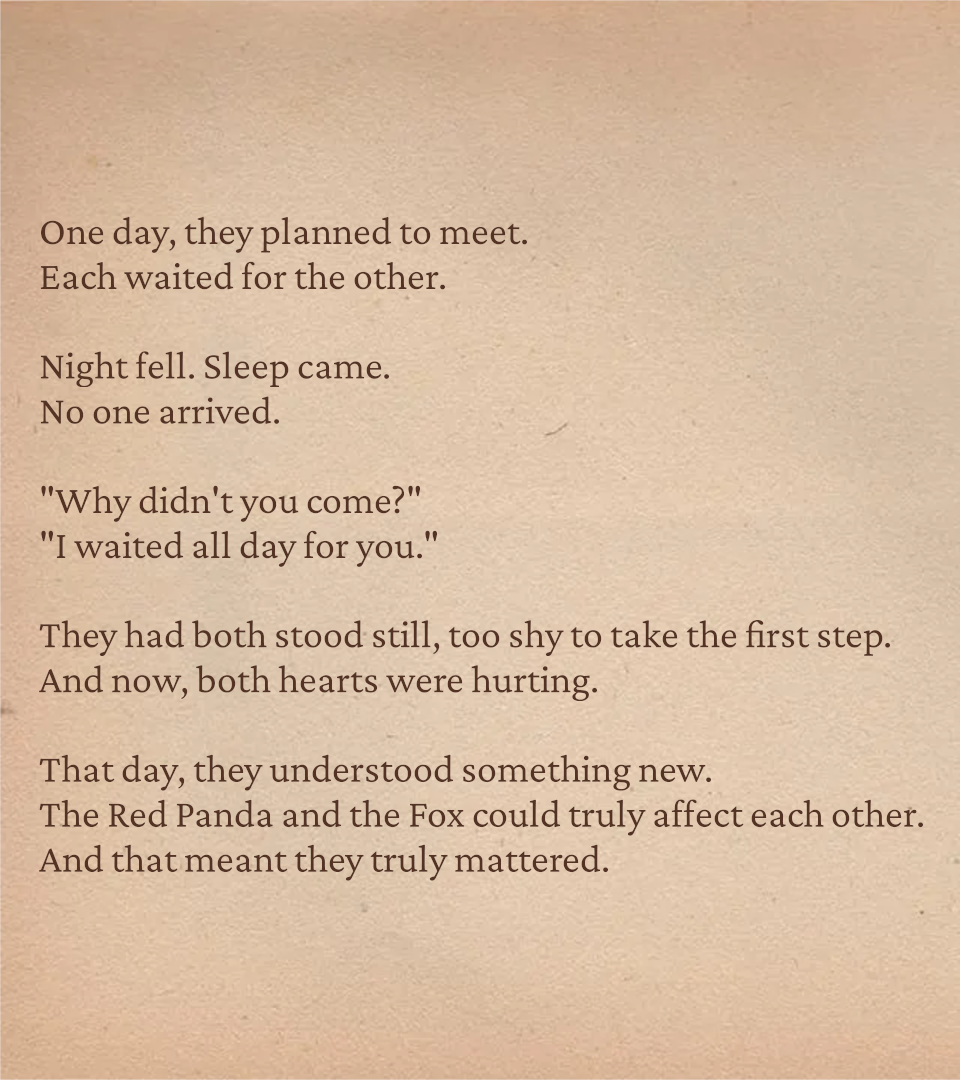 One day, they planned to meet.
Each waited for the other.
Night fell. Sleep came.
No one arrived.
"Why didn't you come?"
"I waited all day for you."
They had both stood still, too shy to take the first step.
And now, both hearts were hurting.
That day, they understood something new.
The Red Panda and the Fox could truly affect each other.
And that meant they truly mattered.